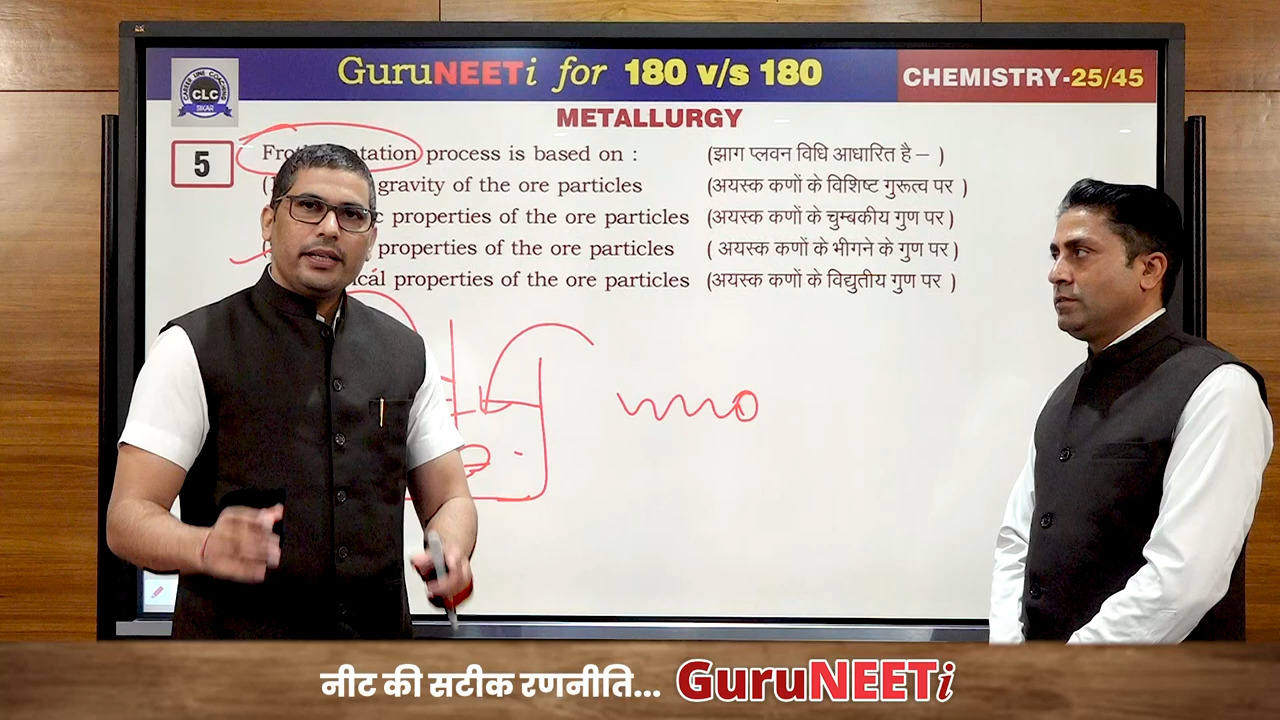 GuruNEETi for 180 v/s 180
CHEMISTRY-25/45
CLC
SIKAR
METALLURGY
5
process is based on : (झाग प्लवन विधि आधारित है – )
gravity of the ore particles (अयस्क कणों के विशिष्ट गुरूत्व पर )
properties of the ore particles (अयस्क कणों के चुम्बकीय गुण पर )
properties of the ore particles ( अयस्क कणों के भीगने के गुण पर )
properties of the ore particles (अयस्क कणों के विद्युतीय गुण पर )
नीट की सटीक रणनीति... GuruNEETi